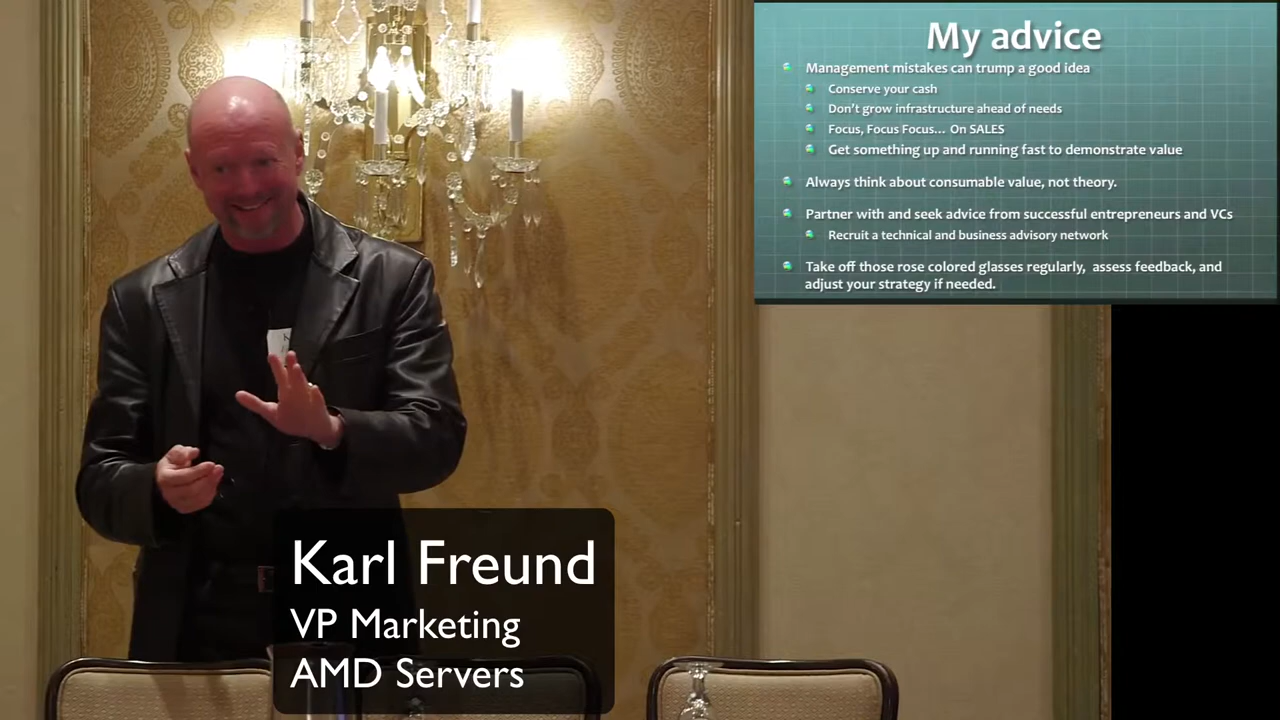 My advice
Management mistakes can trump a good idea
Conserve your cash
Don't grow infrastructure ahead of needs
Focus, Focus Focus... On SALES
Get something up and running fast to demonstrate value
Always think about consumable value, not theory.
Partner with and seek advice from successful entrepreneurs and VCs
Recruit a technical and business advisory network
Take off those rose colored glasses regularly, assess feedback, and
adjust your strategy if needed.
Karl Freund
VP Marketing
AMD Servers